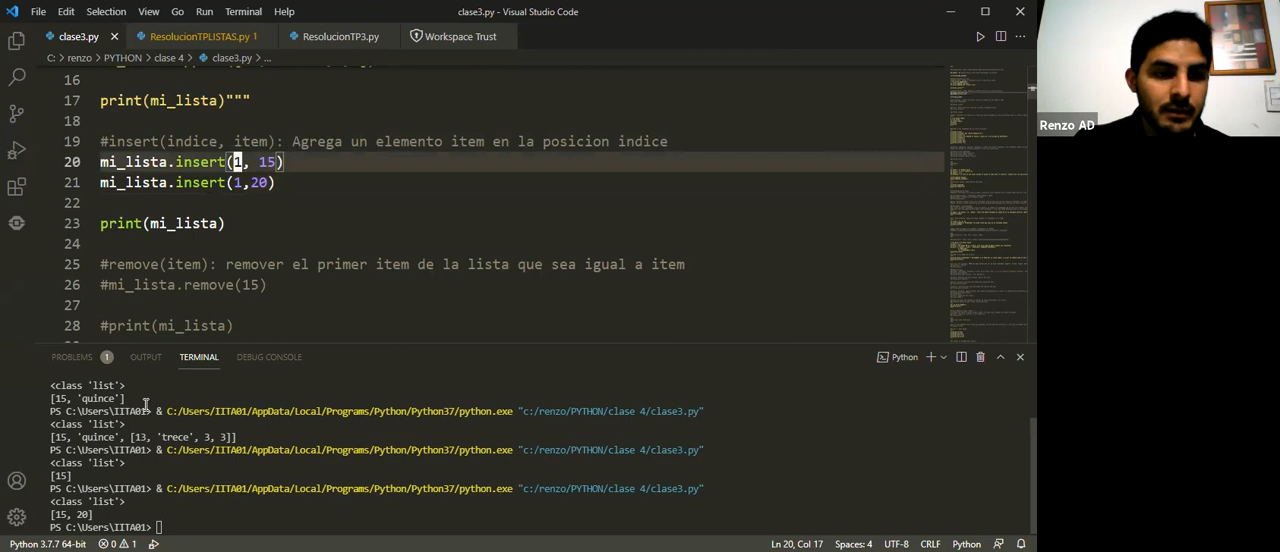 File Edit Selection View Go Run Terminal Help clase3.py - Visual Studio Code
clase3.py ResolucionTPLISTAS.py 1 ResolucionTP3.py Workspace Trust
C: > renzo > PYTHON > clase 4 > clase3.py > ...
16
17 print(mi_lista)"""
18
19 #insert(indice, item): Agrega un elemento item en la posicion indice
20 mi_lista.insert(1, 15)
21 mi_lista.insert(1,20)
22
23 print(mi_lista)
24
25 #remove(item): remueve el primer item de la lista que sea igual a item
26 #mi_lista.remove(13)
27
28 #print(mi_lista)
PROBLEMS 1 OUTPUT TERMINAL DEBUG CONSOLE Python
<class 'list'>
[15, 'quince']
PS C:\Users\IITA01> & C:/Users/IITA01/AppData/Local/Programs/Python/Python37/python.exe "c:/renzo/PYTHON/clase 4/clase3.py"
<class 'list'>
[15, 'quince', [13, 'trece', 3, 3]]
PS C:\Users\IITA01> & C:/Users/IITA01/AppData/Local/Programs/Python/Python37/python.exe "c:/renzo/PYTHON/clase 4/clase3.py"
<class 'list'>
[15]
PS C:\Users\IITA01> & C:/Users/IITA01/AppData/Local/Programs/Python/Python37/python.exe "c:/renzo/PYTHON/clase 4/clase3.py"
<class 'list'>
[15, 20]
PS C:\Users\IITA01>
Python 3.7.7 64-bit 0 1 Ln 20, Col 17 Spaces: 4 UTF-8 CRLF Python
Renzo AD